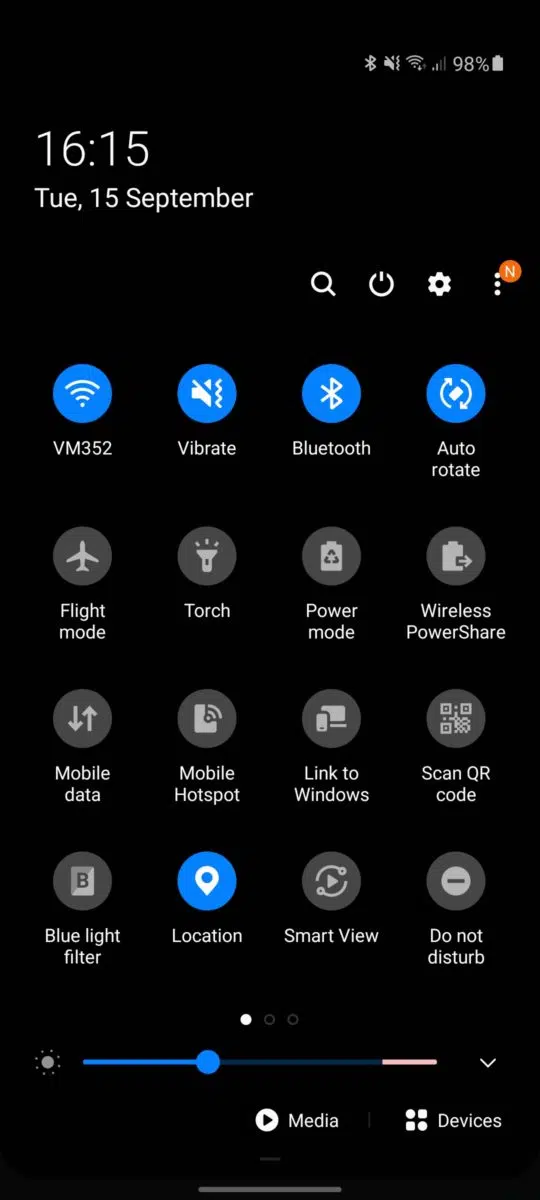 98%
16:15
Tue, 15 September
N
VM352
Vibrate
Bluetooth
Auto
rotate
Flight
mode
Torch
Power
mode
Wireless
PowerShare
Mobile
data
Mobile
Hotspot
Link to
Windows
Scan QR
code
B
Blue light
filter
Location
Smart View
Do not
disturb
Media
Devices